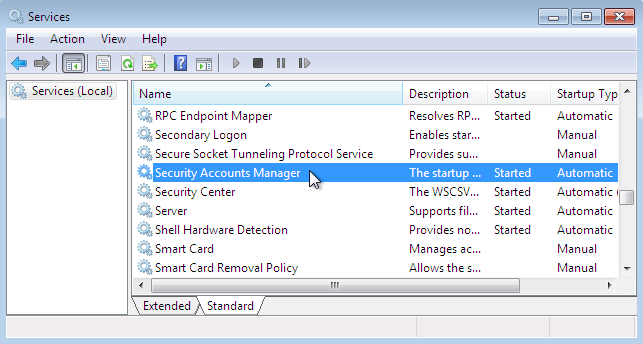 Services
File Action View Help
Services (Local)
Name Description Status Startup Typ
RPC Endpoint Mapper Resolves RP... Started Automatic
Secondary Logon Enables star... Manual
Secure Socket Tunneling Protocol Service Provides su... Manual
Security Accounts Manager The startup ... Started Automatic
Security Center The WSCSV... Started Automatic (
Server Supports fil... Started Automatic
Shell Hardware Detection Provides no... Started Automatic
Smart Card Manages ac... Manual
Smart Card Removal Policy Allows the s... Manual
Extended Standard